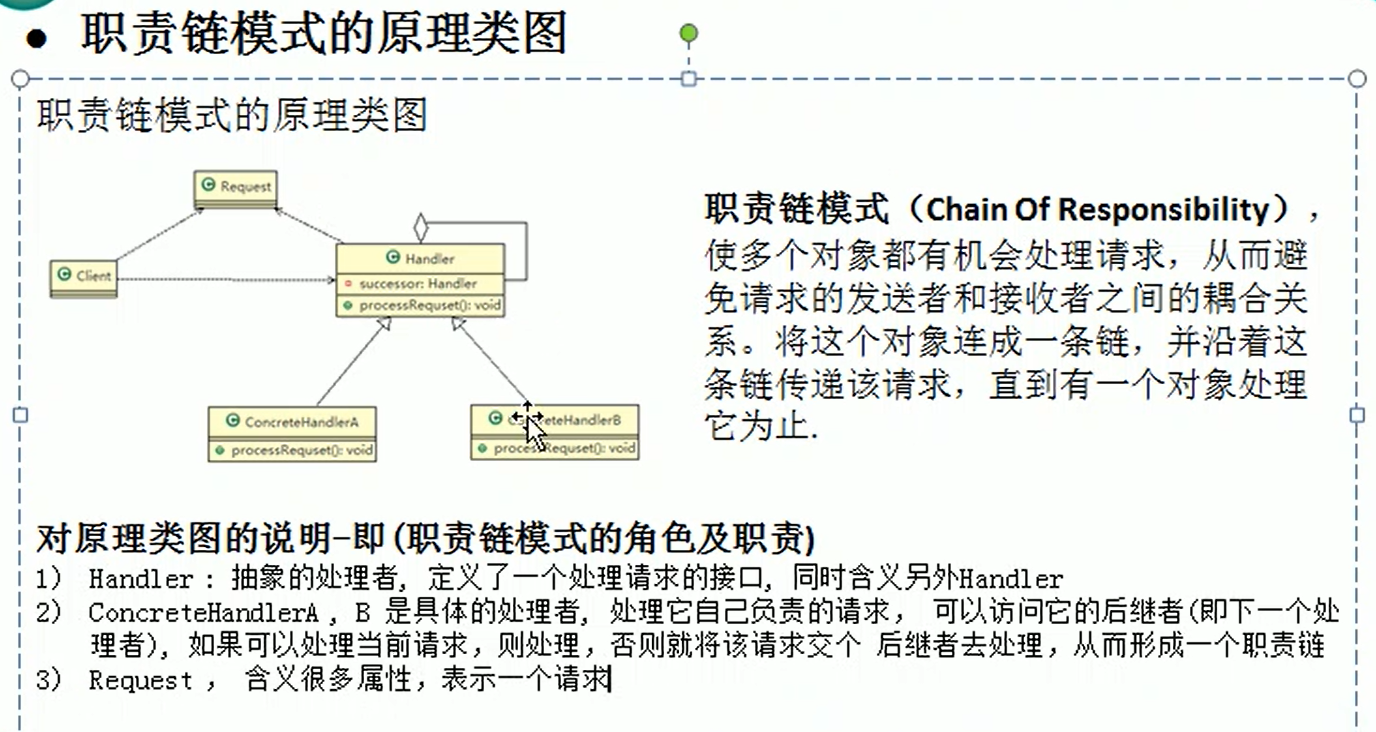 ● 职责链模式的原理类图
职责链模式的原理类图
Request
Client
Handler
successor: Handler
processRequset(): void
ConcreteHandlerA
processRequset(): void
ConcreteHandlerB
processRequset(): void
职责链模式（Chain Of Responsibility），
使多个对象都有机会处理请求，从而避
免请求的发送者和接收者之间的耦合关
系。将这个对象连成一条链，并沿着这
条链传递该请求，直到有一个对象处理
它为止.
对原理类图的说明-即(职责链模式的角色及职责)
1） Handler : 抽象的处理者, 定义了一个处理请求的接口, 同时含义另外Handler
2） ConcreteHandlerA , B 是具体的处理者, 处理它自己负责的请求， 可以访问它的后继者(即下一个处
理者), 如果可以处理当前请求，则处理，否则就将该请求交个 后继者去处理，从而形成一个职责链
3） Request ， 含义很多属性，表示一个请求